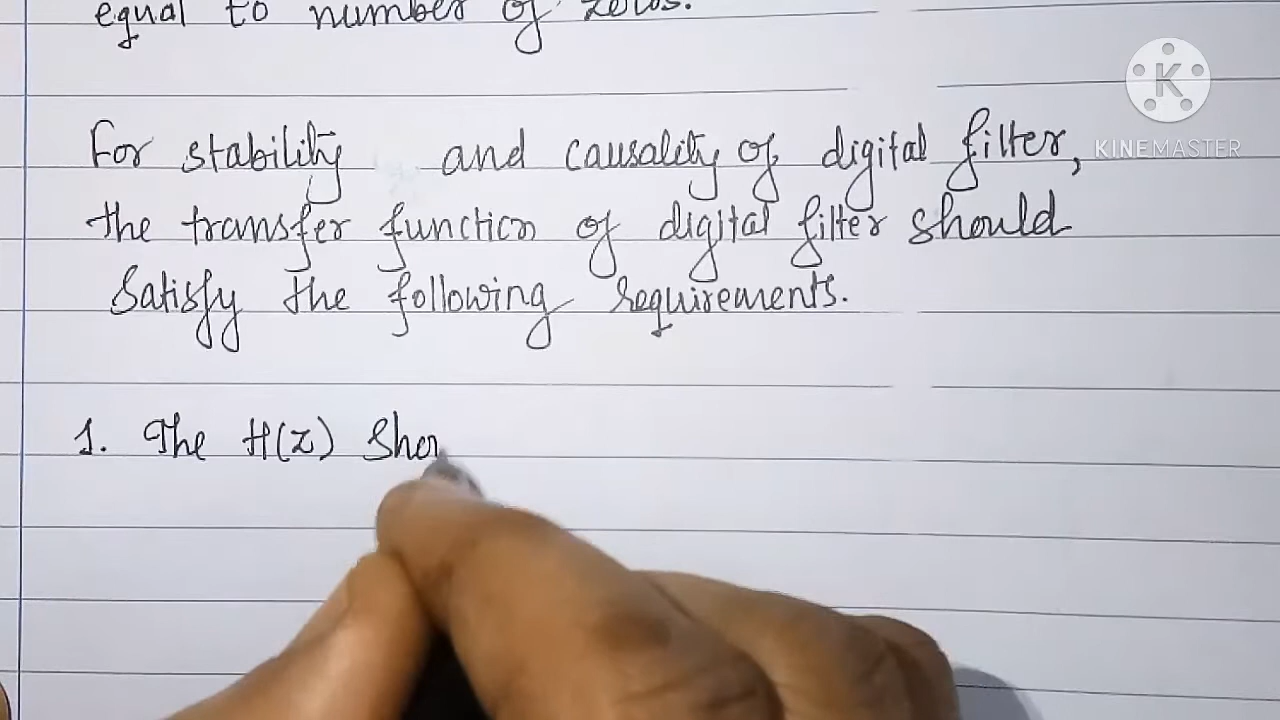 equal to number of zeros.
For stability and causality of digital filter,
the transfer function of digital filter should
satisfy the following requirements.
1. The H(z) Shou
K
KINEMASTER